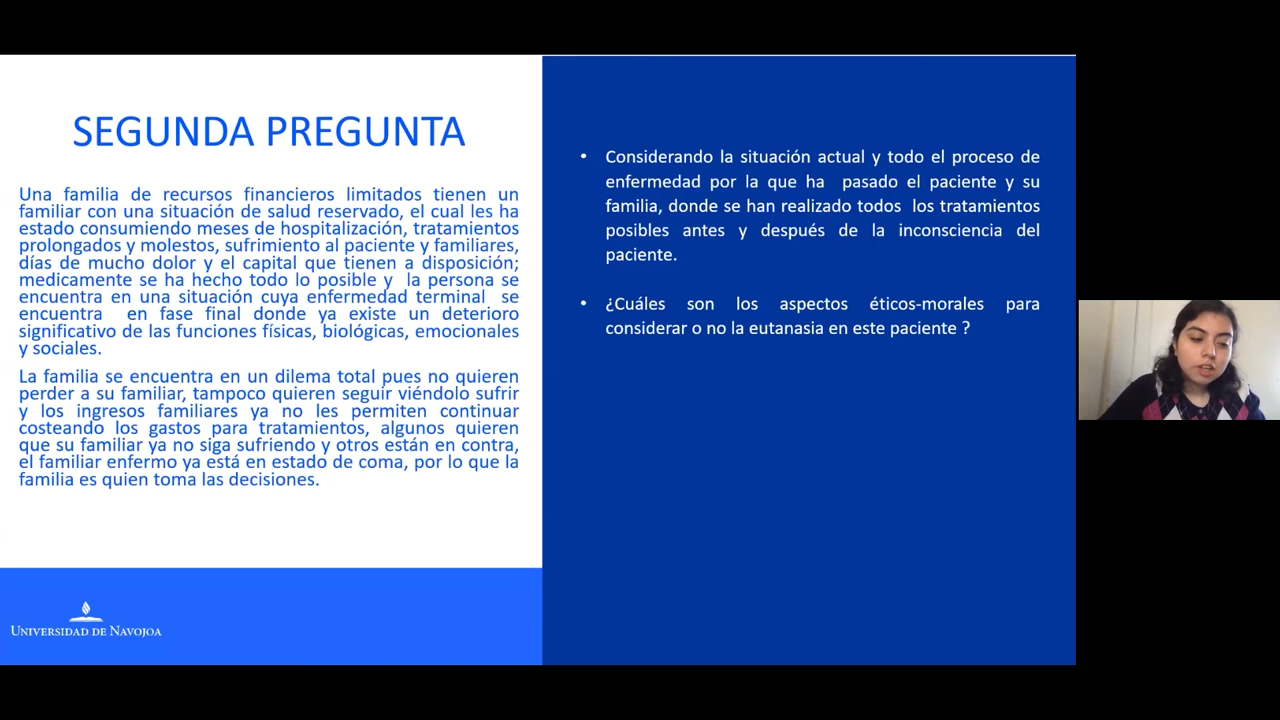 SEGUNDA PREGUNTA
Una familia de recursos financieros limitados tienen un
familiar con una situación de salud reservado, el cual les ha
estado consumiendo meses de hospitalización, tratamientos
prolongados y molestos, sufrimiento al paciente y familiares,
días de mucho dolor y el capital que tienen a disposición;
medicamente se ha hecho todo lo posible y la persona se
encuentra en una situación cuya enfermedad terminal se
encuentra en fase final donde ya existe un deterioro
significativo de las funciones físicas, biológicas, emocionales
y sociales.
La familia se encuentra en un dilema total pues no quieren
perder a su familiar, tampoco quieren seguir viéndolo sufrir
y los ingresos familiares ya no les permiten continuar
costeando los gastos para tratamientos, algunos quieren
que su familiar ya no siga sufriendo y otros están en contra,
el familiar enfermo ya está en estado de coma, por lo que la
familia es quien toma las decisiones.
UNIVERSIDAD DE NAVOJOA
• Considerando la situación actual y todo el proceso de
enfermedad por la que ha pasado el paciente y su
familia, donde se han realizado todos los tratamientos
posibles antes y después de la inconsciencia del
paciente.
• ¿Cuáles son los aspectos éticos-morales para
considerar o no la eutanasia en este paciente ?